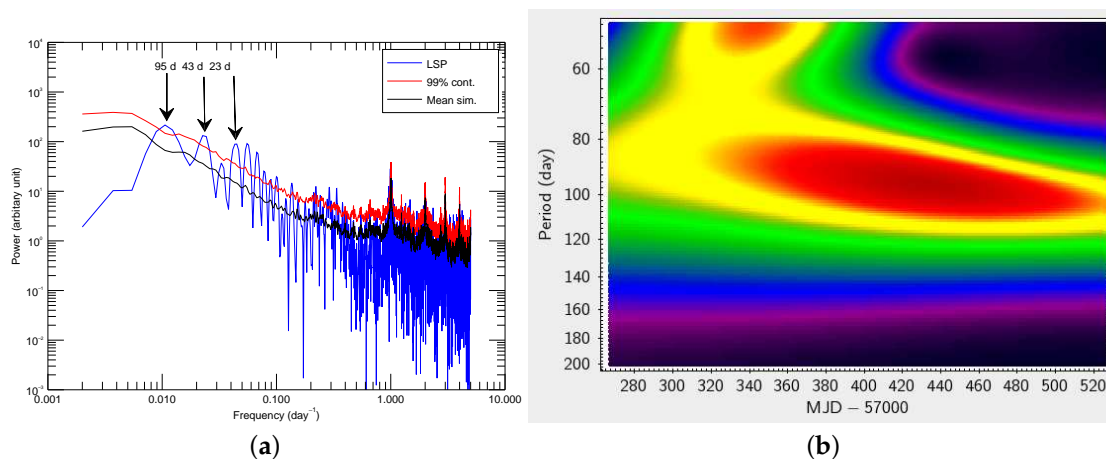 95 d 43 d 23 d
LSP
99% cont.
Mean sim.
10⁴
10³
10²
10¹
10⁰
10⁻¹
10⁻²
10⁻³
Power (arbitrary unit)
0.001 0.010 0.100 1.000 10.000
Frequency (day⁻¹)
(a)
60
80
100
120
140
160
180
200
Period (day)
280 300 320 340 360 380 400 420 440 460 480 500 520
MJD − 57000
(b)